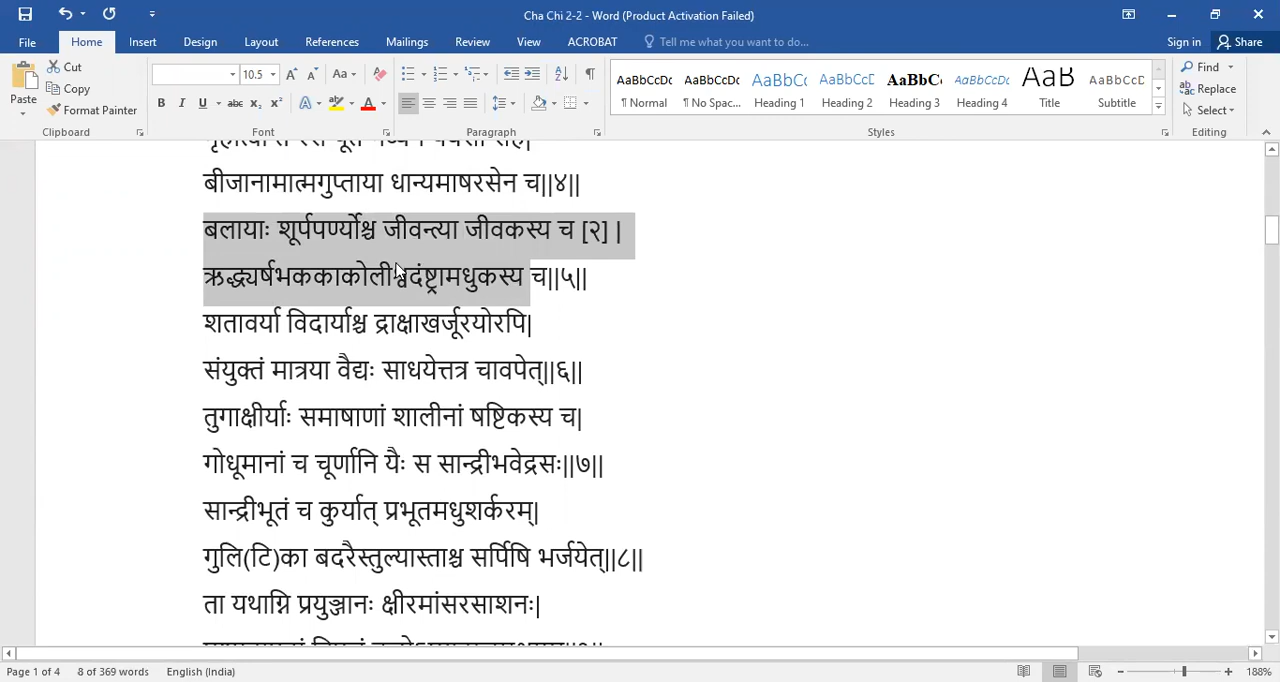 Cha Chi 2-2 - Word (Product Activation Failed)
File Home Insert Design Layout References Mailings Review View ACROBAT Tell me what you want to do... Sign in Share
Paste Cut Copy Format Painter Clipboard
10.5 Aa B I U abc x₂ x² A Font
Paragraph
AaBbCcDc ¶ Normal
AaBbCcDc ¶ No Spac...
AaBbCc Heading 1
AaBbCcD Heading 2
AaBbC Heading 3
AaBbCcD Heading 4
AaB Title
AaBbCcD Subtitle
Styles
Find
Replace
Select
Editing
बीजानामात्मगुप्ताया धान्यमाषरसेन च||४||
बलायाः शूर्पपर्ण्योश्च जीवन्त्या जीवकस्य च [२] |
ऋद्ध्यर्षभककाकोलीश्वदंष्ट्रामधुकस्य च||५||
शतावर्या विदार्याश्च द्राक्षाखर्जूरयोरपि|
संयुक्तं मात्रया वैद्यः साधयेत्तत्र चावपेत्||६||
तुगाक्षीर्याः समाषाणां शालीनां षष्टिकस्य च|
गोधूमानां च चूर्णानि यैः स सान्द्रीभवेद्रसः||७||
सान्द्रीभूतं च कुर्यात् प्रभूतमधुशर्करम्|
गुलि(टि)का बदरैस्तुल्यास्ताश्च सर्पिषि भर्जयेत्||८||
ता यथाग्नि प्रयुञ्जानः क्षीरमांसरसाशनः|
Page 1 of 4 8 of 369 words English (India) 188%